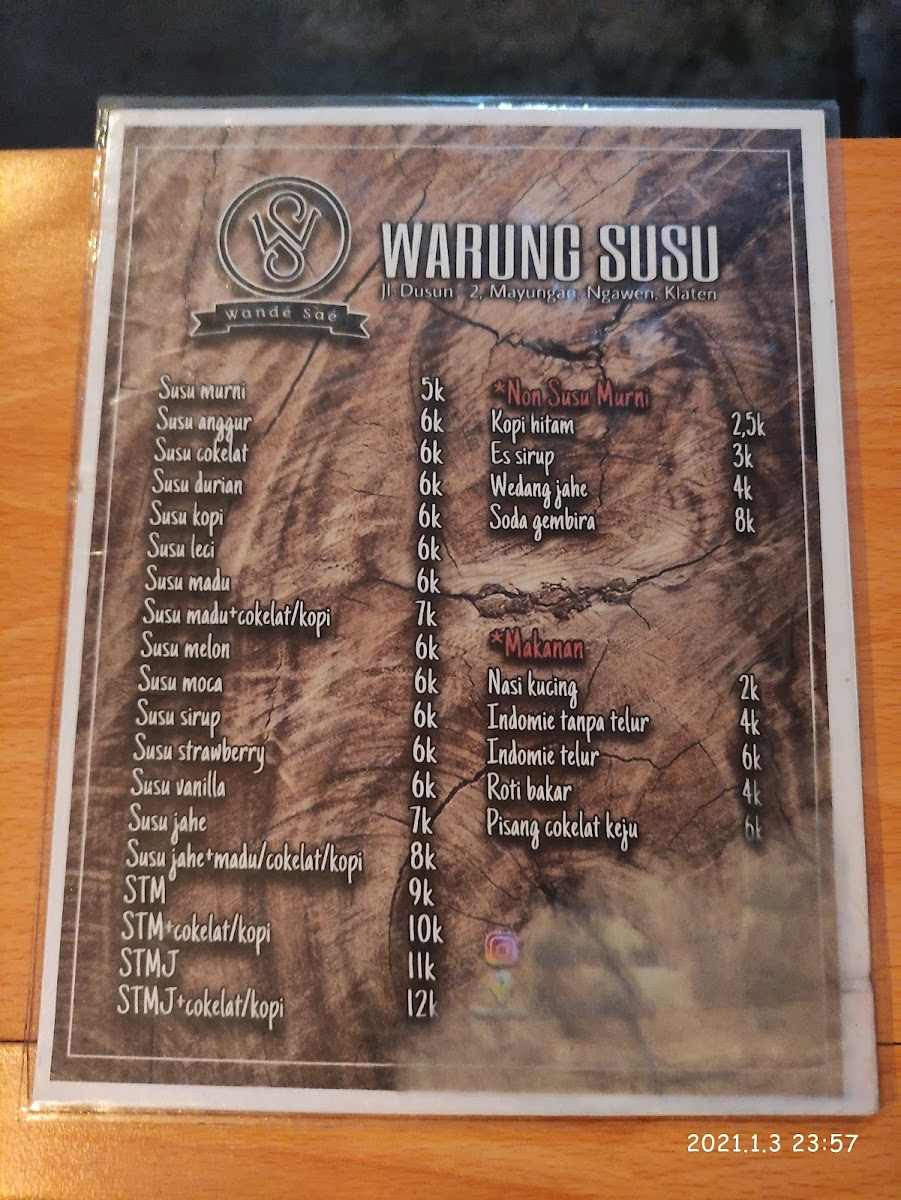 WS
Wandé Saé
WARUNG SUSU
Jl. Dusun 2, Mayungan, Ngawen, Klaten
Susu murni 5k
Susu anggur 6k
Susu cokelat 6k
Susu durian 6k
Susu kopi 6k
Susu leci 6k
Susu madu 6k
Susu madu+cokelat/kopi 7k
Susu melon 6k
Susu moca 6k
Susu sirup 6k
Susu strawberry 6k
Susu vanilla 6k
Susu jahe 7k
Susu jahe+madu/cokelat/kopi 8k
STM 9k
STM+cokelat/kopi 10k
STMJ 11k
STMJ+cokelat/kopi 12k
*Non Susu Murni
Kopi hitam 2,5k
Es sirup 3k
Wedang jahe 4k
Soda gembira 8k
*Makanan
Nasi kucing 2k
Indomie tanpa telur 4k
Indomie telur 6k
Roti bakar 4k
Pisang cokelat keju 6k
2021.1.3 23:57